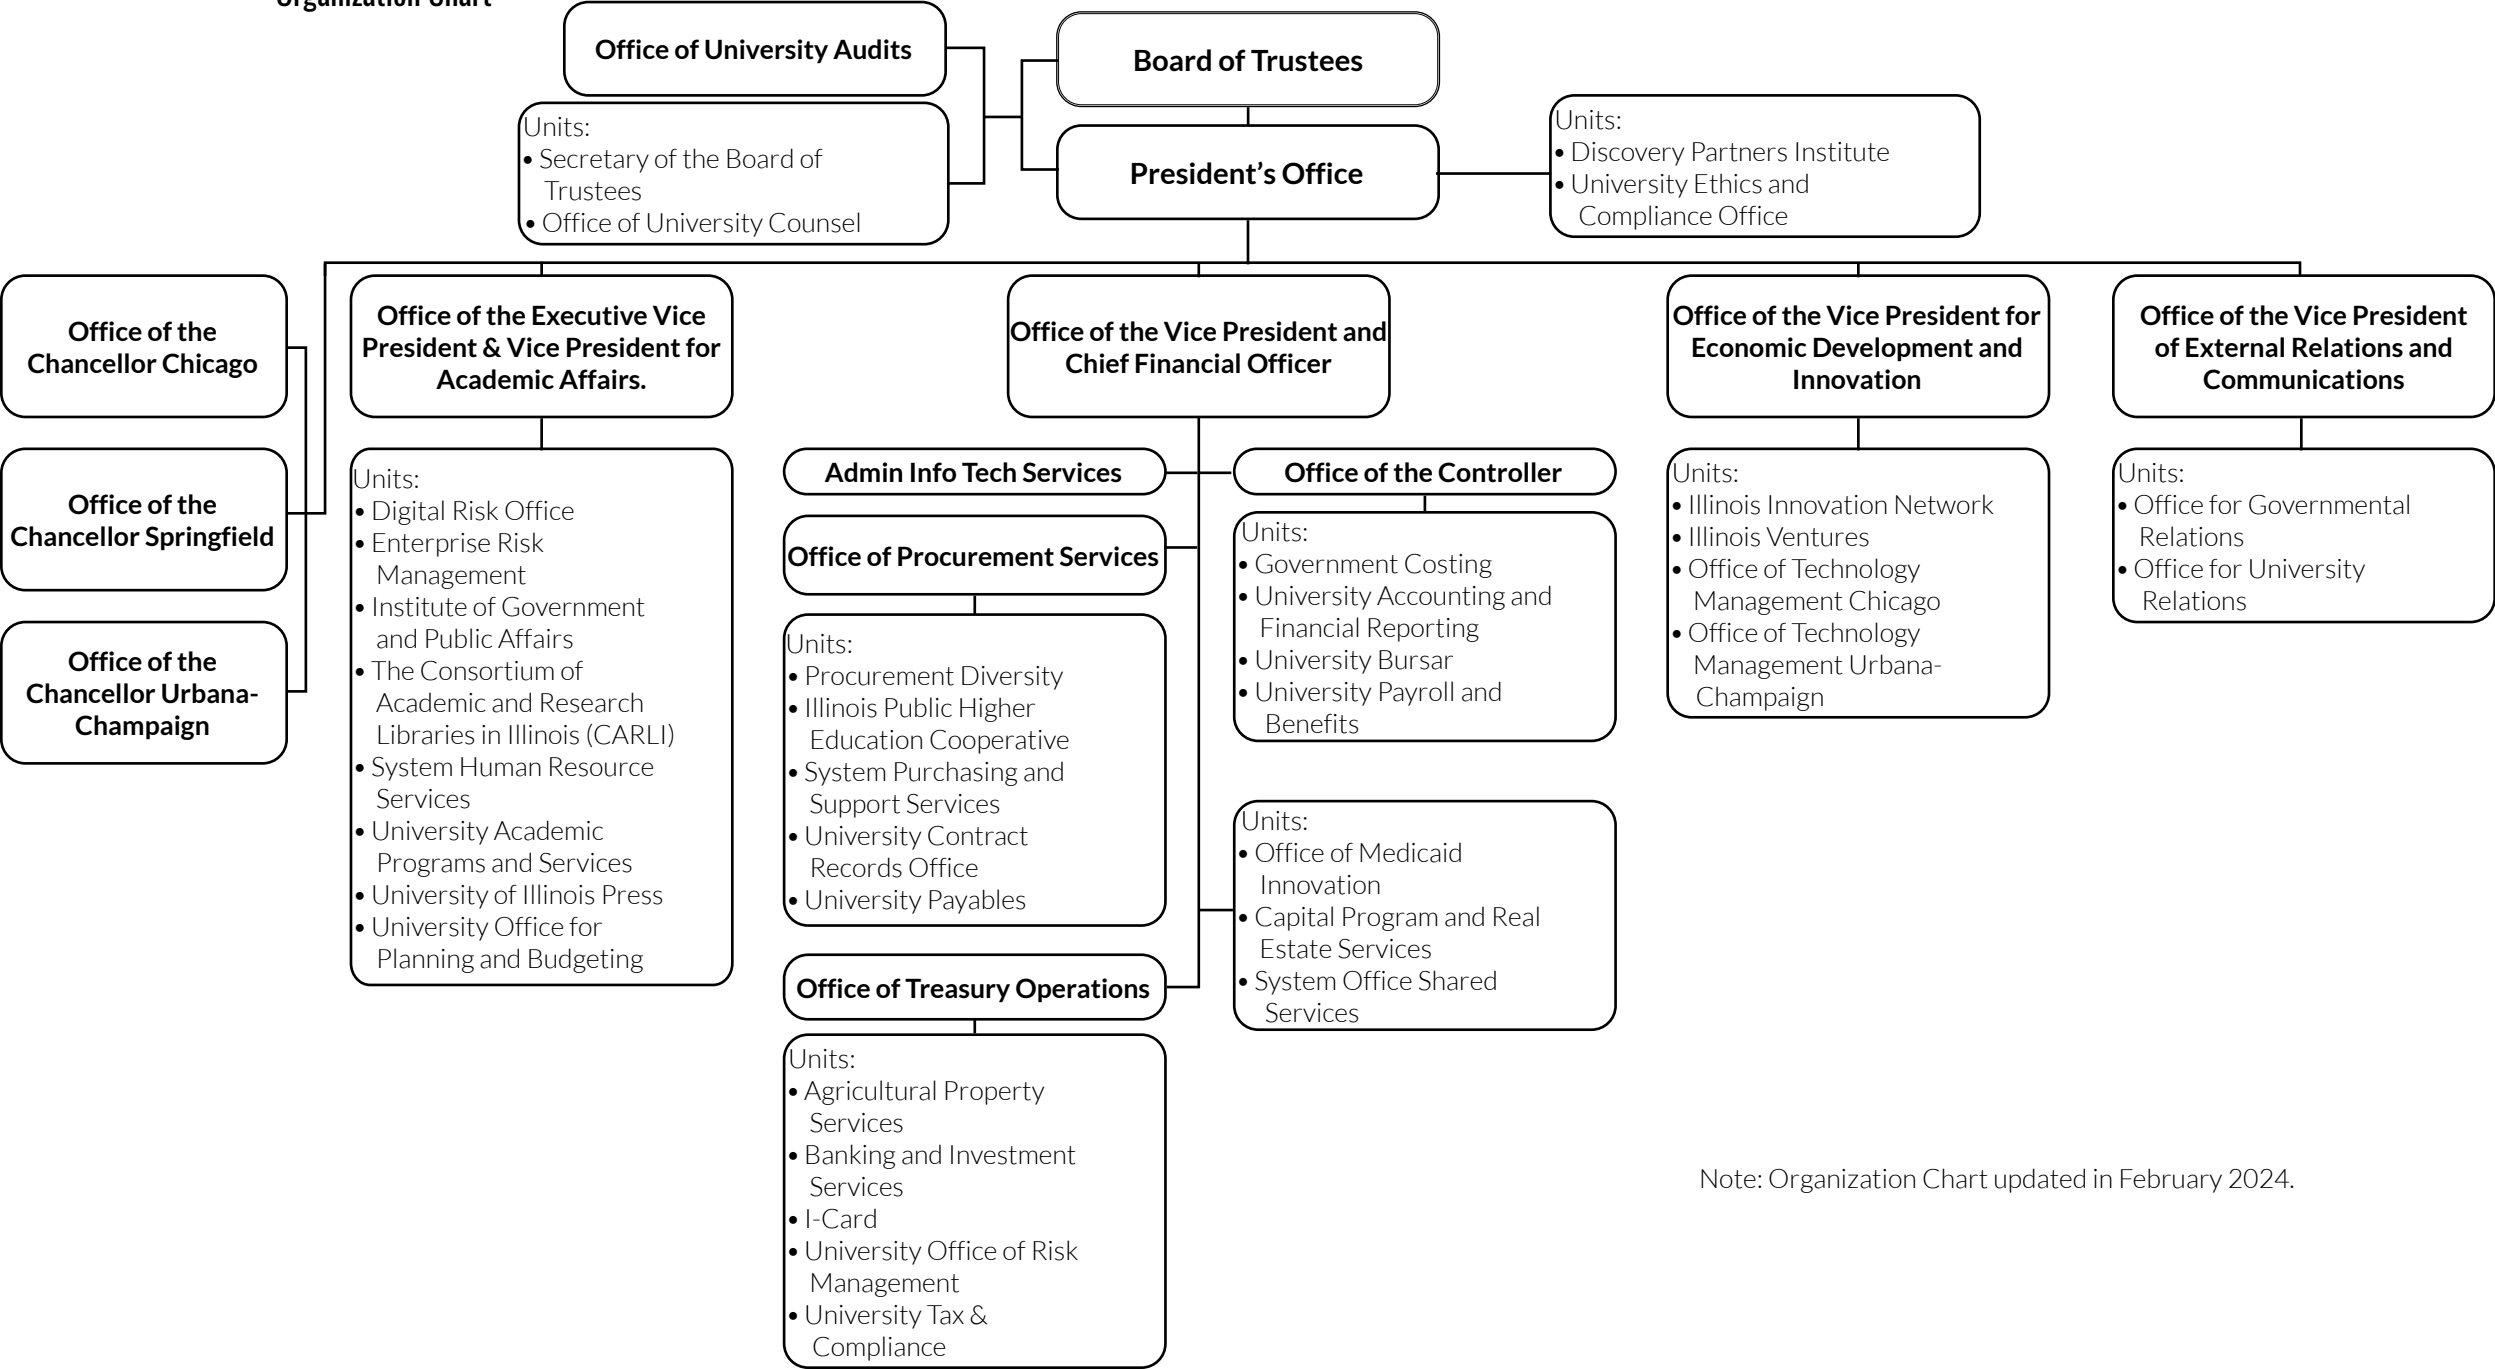 Organization Chart
Office of University Audits
Board of Trustees
Units:
• Secretary of the Board of
Trustees
• Office of University Counsel
President’s Office
Units:
• Discovery Partners Institute
• University Ethics and
Compliance Office
Office of the
Chancellor Chicago
Office of the
Chancellor Springfield
Office of the
Chancellor Urbana-
Champaign
Office of the Executive Vice
President & Vice President for
Academic Affairs.
Units:
• Digital Risk Office
• Enterprise Risk
Management
• Institute of Government
and Public Affairs
• The Consortium of
Academic and Research
Libraries in Illinois (CARLI)
• System Human Resource
Services
• University Academic
Programs and Services
• University of Illinois Press
• University Office for
Planning and Budgeting
Office of the Vice President and
Chief Financial Officer
Admin Info Tech Services
Office of Procurement Services
Units:
• Procurement Diversity
• Illinois Public Higher
Education Cooperative
• System Purchasing and
Support Services
• University Contract
Records Office
• University Payables
Office of Treasury Operations
Units:
• Agricultural Property
Services
• Banking and Investment
Services
• I-Card
• University Office of Risk
Management
• University Tax &
Compliance
Office of the Controller
Units:
• Government Costing
• University Accounting and
Financial Reporting
• University Bursar
• University Payroll and
Benefits
Units:
• Office of Medicaid
Innovation
• Capital Program and Real
Estate Services
• System Office Shared
Services
Office of the Vice President for
Economic Development and
Innovation
Units:
• Illinois Innovation Network
• Illinois Ventures
• Office of Technology
Management Chicago
• Office of Technology
Management Urbana-
Champaign
Office of the Vice President
of External Relations and
Communications
Units:
• Office for Governmental
Relations
• Office for University
Relations
Note: Organization Chart updated in February 2024.